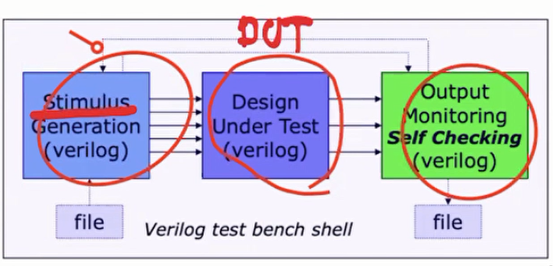 DUT
Stimulus
Generation
(verilog)
Design
Under Test
(verilog)
Output
Monitoring
Self Checking
(verilog)
file
Verilog test bench shell
file